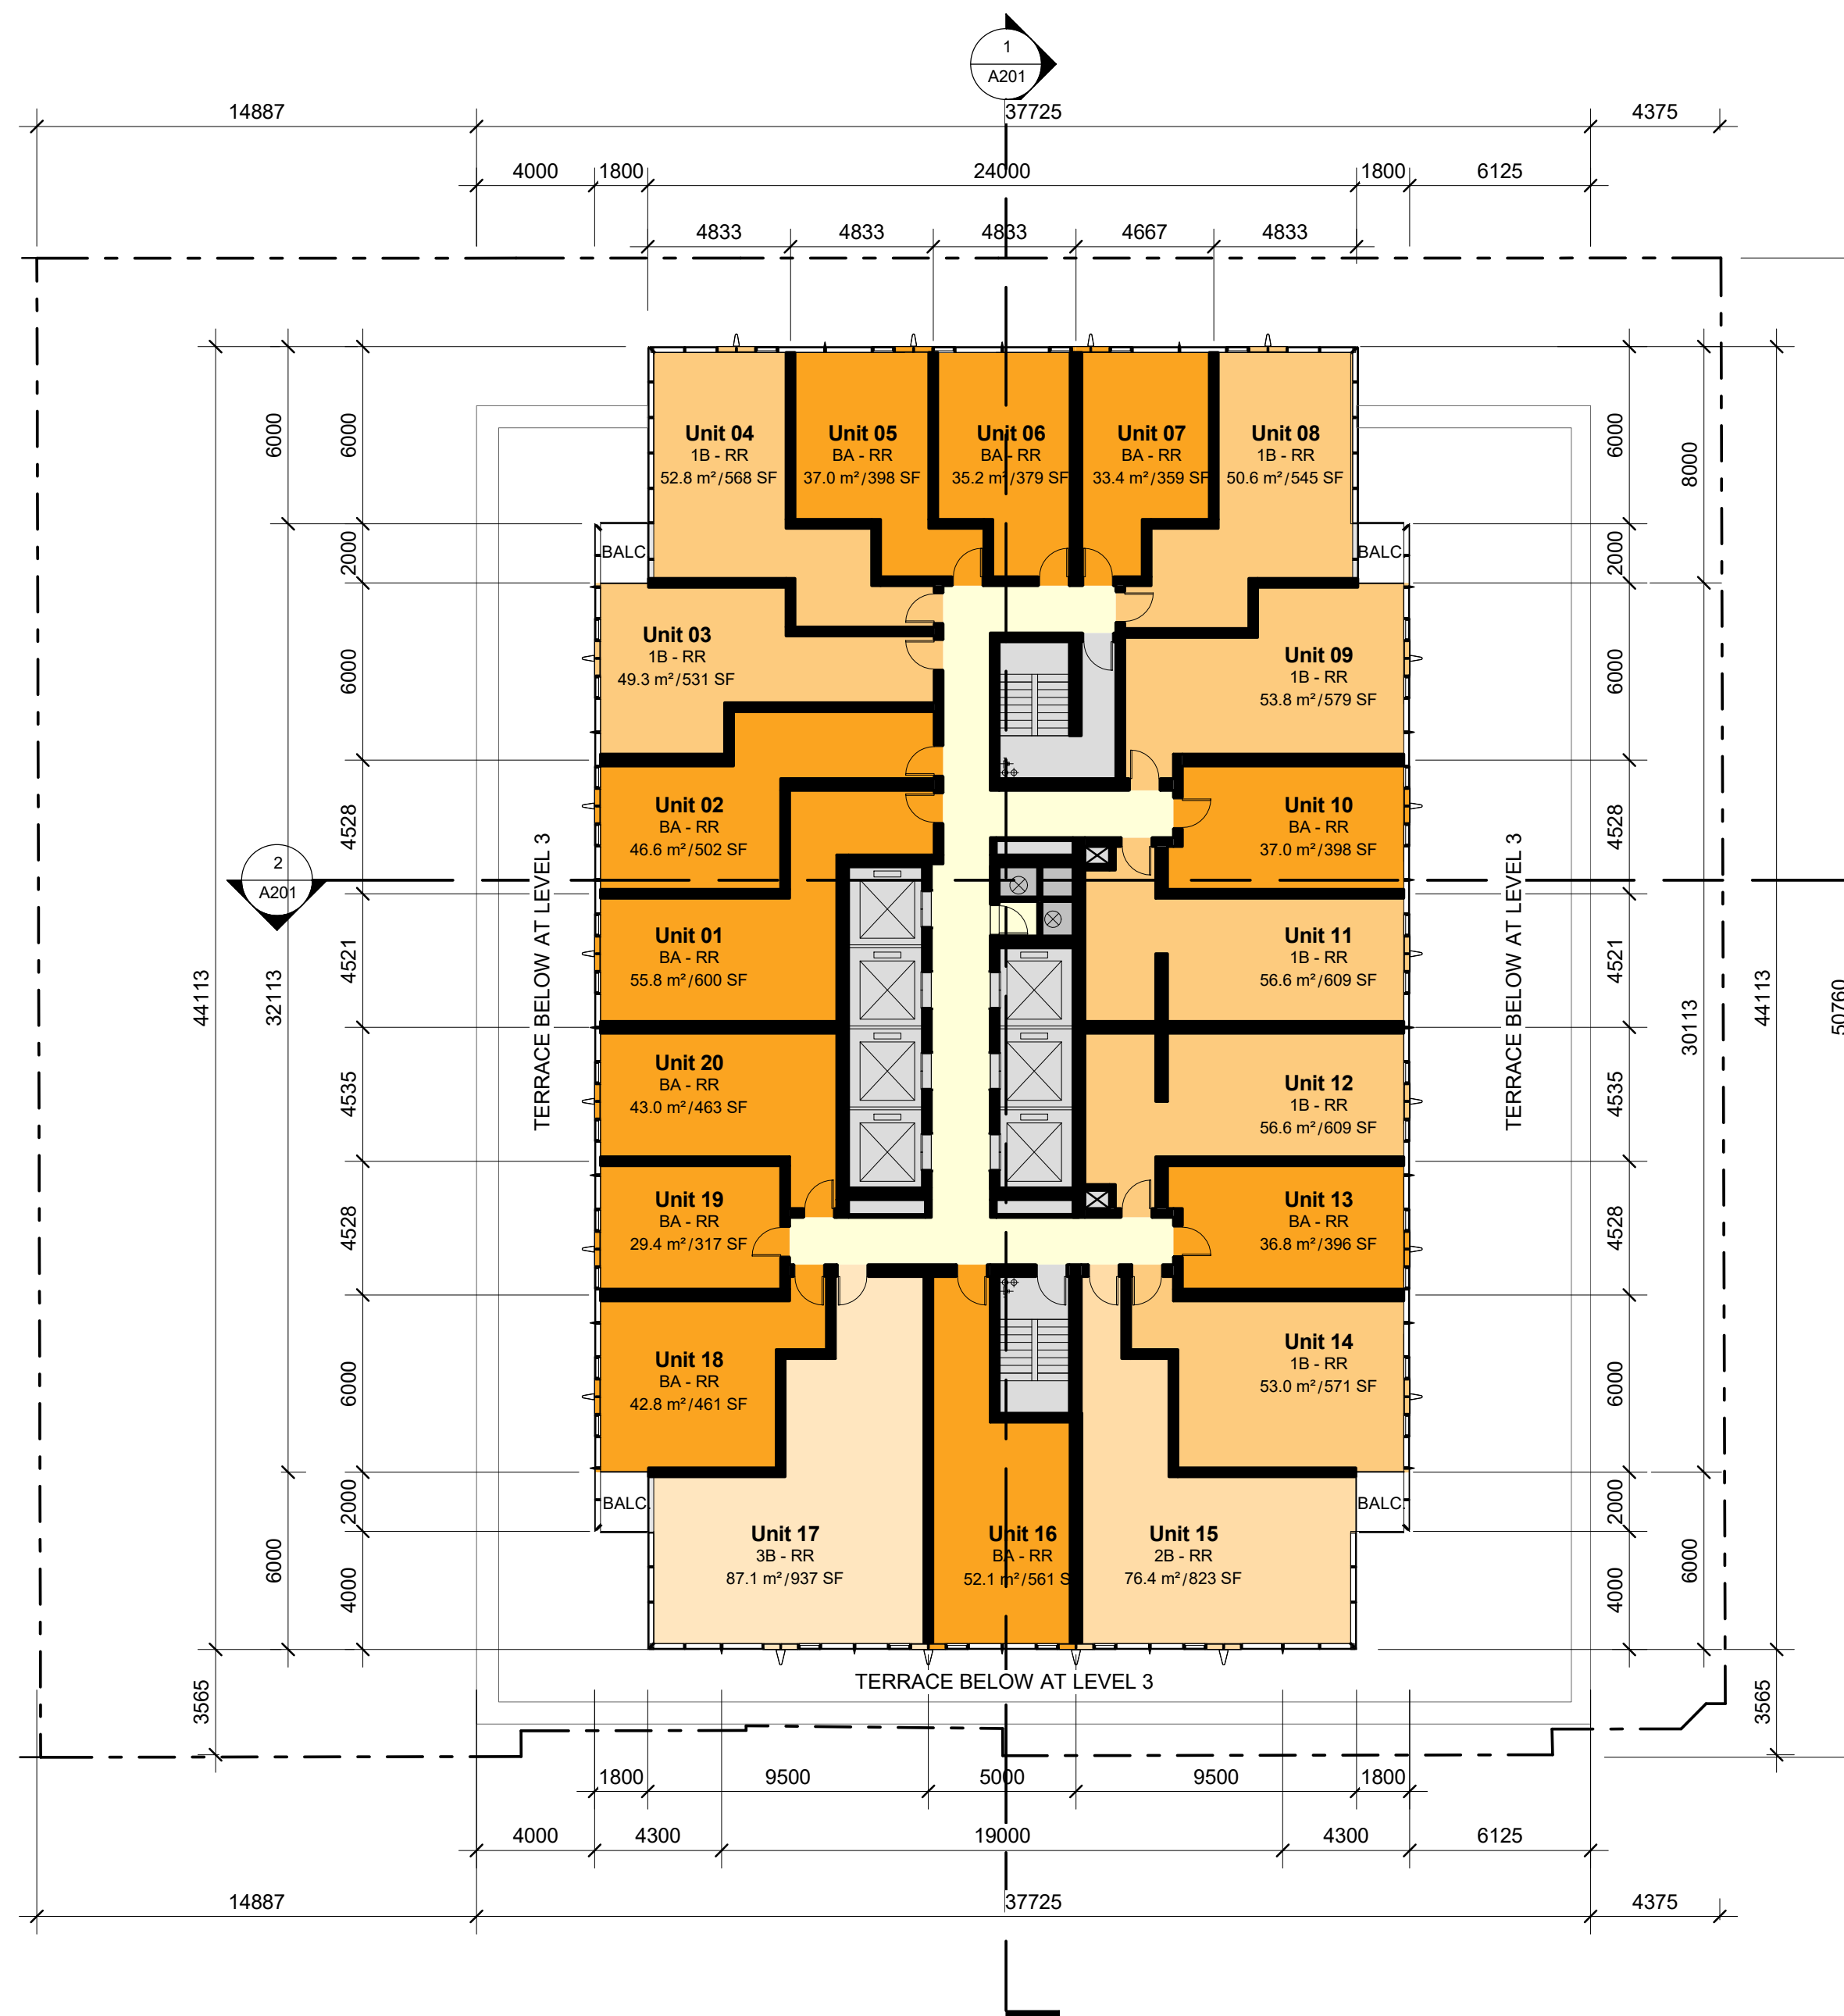 1
A201
14887
37725
4375
4000
1800
24000
1800
6125
4833
4833
4833
4667
4833
Unit 04
1B - RR
52.8 m²/568 SF
Unit 05
BA - RR
37.0 m²/398 SF
Unit 06
BA - RR
35.2 m²/379 SF
Unit 07
BA - RR
33.4 m²/359 SF
Unit 08
1B - RR
50.6 m²/545 SF
BALC.
BALC.
Unit 03
1B - RR
49.3 m²/531 SF
Unit 09
1B - RR
53.8 m²/579 SF
Unit 02
BA - RR
46.6 m²/502 SF
Unit 10
BA - RR
37.0 m²/398 SF
2
A201
Unit 01
BA - RR
55.8 m²/600 SF
Unit 11
1B - RR
56.6 m²/609 SF
Unit 20
BA - RR
43.0 m²/463 SF
Unit 12
1B - RR
56.6 m²/609 SF
Unit 19
BA - RR
29.4 m²/317 SF
Unit 13
BA - RR
36.8 m²/396 SF
Unit 18
BA - RR
42.8 m²/461 SF
Unit 14
1B - RR
53.0 m²/571 SF
BALC.
BALC.
Unit 17
3B - RR
87.1 m²/937 SF
Unit 16
BA - RR
52.1 m²/561 S
Unit 15
2B - RR
76.4 m²/823 SF
44113
3565
6000
32113
6000
6000
2000
6000
4528
4521
4535
4528
6000
2000
4000
TERRACE BELOW AT LEVEL 3
TERRACE BELOW AT LEVEL 3
6000
2000
6000
4528
4521
4535
4528
6000
2000
4000
8000
30113
6000
44113
3565
50760
TERRACE BELOW AT LEVEL 3
1800
9500
5000
9500
1800
4000
4300
19000
4300
6125
14887
37725
4375